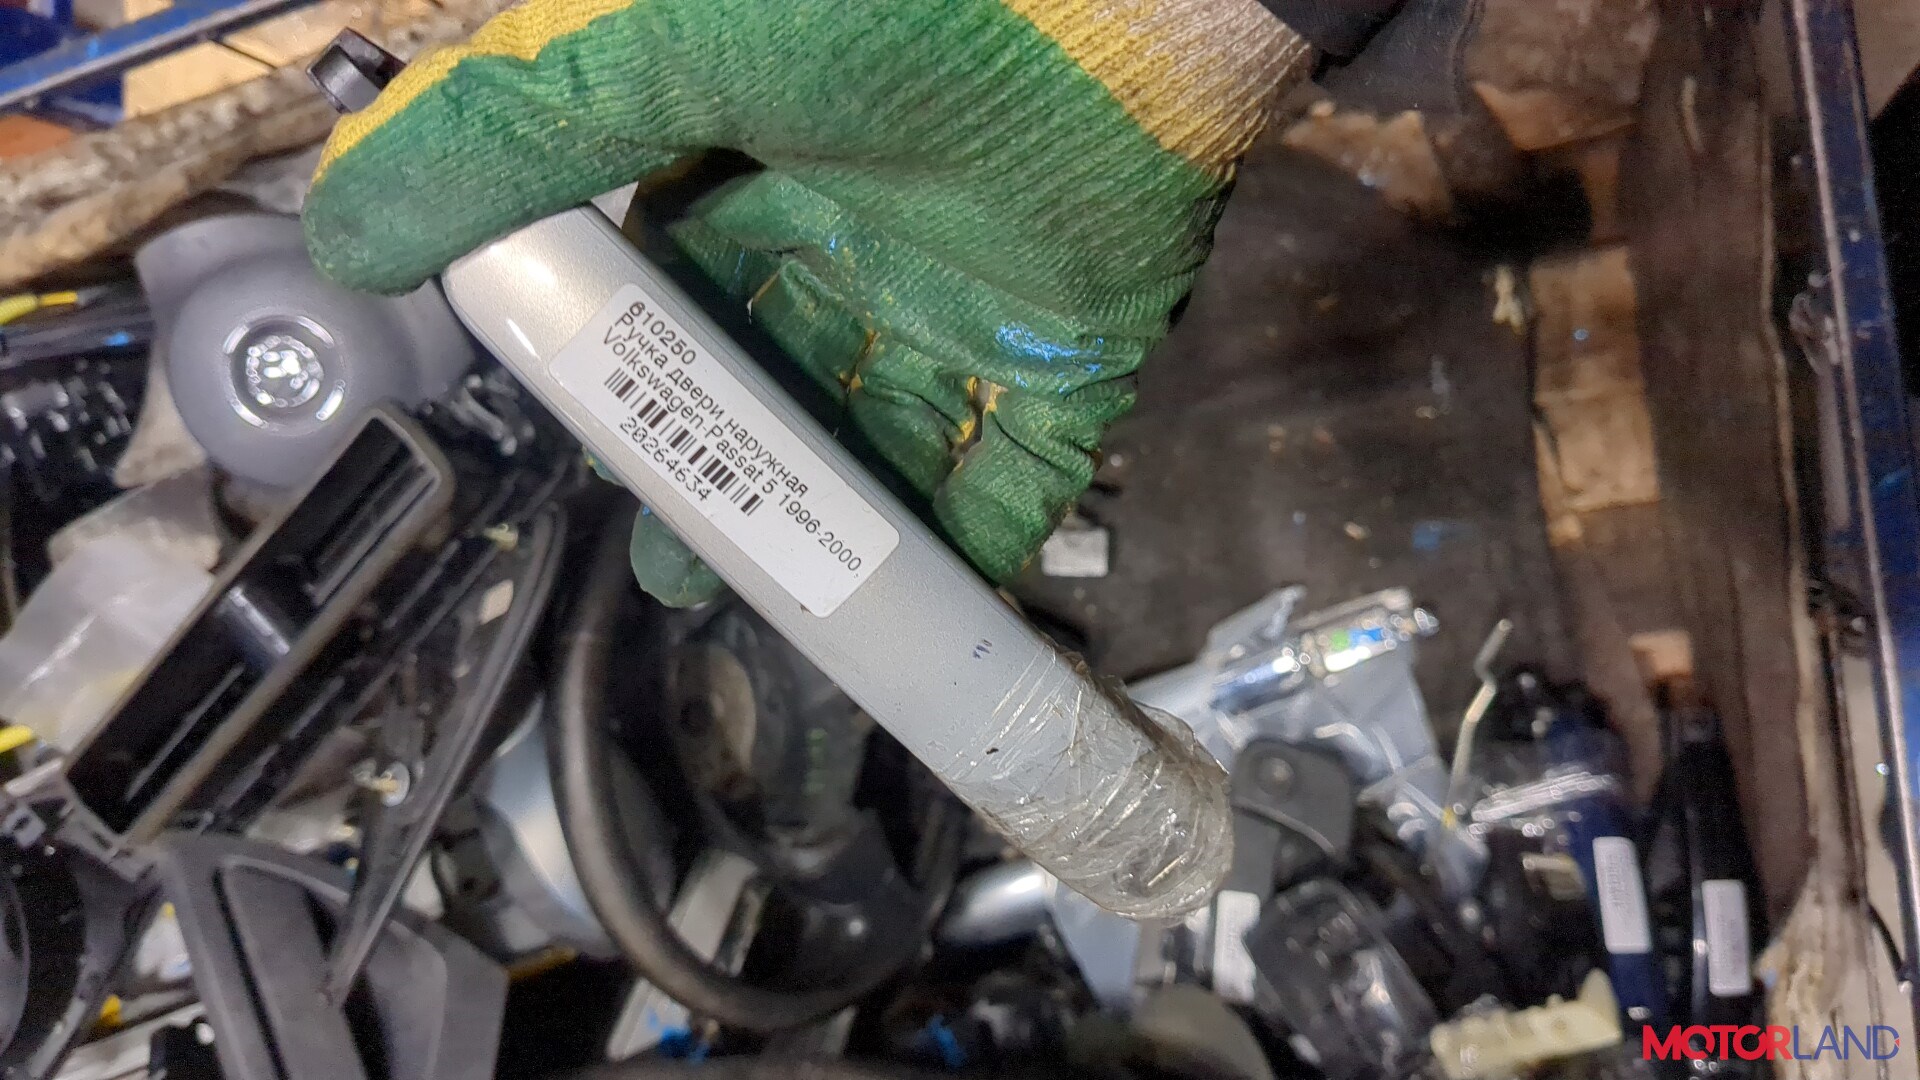 610250
Ручка двери наружная
Volkswagen-Passat 5 1996-2000,
20264634
MOTORLAND